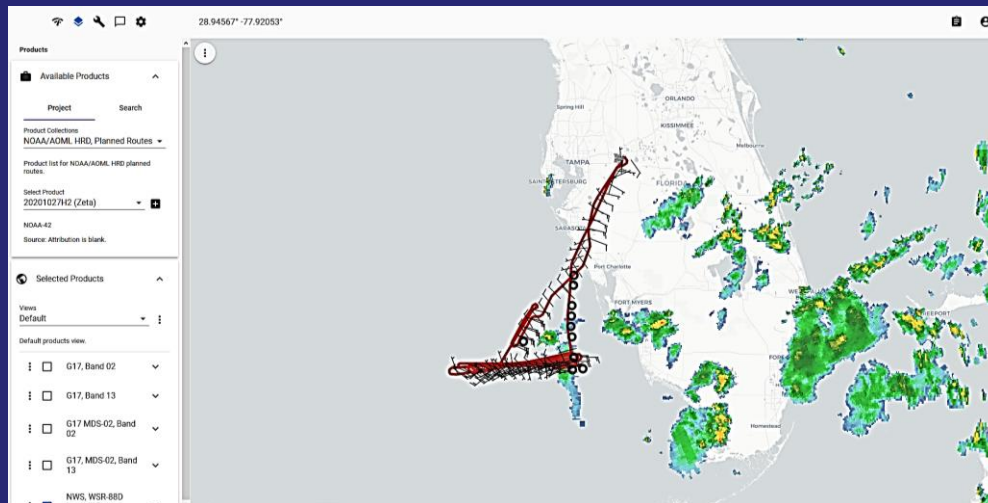 28.94567° -77.92053°
Products
Available Products
Project
Search
Product Collections
NOAA/AOML HRD, Planned Routes
Product list for NOAA/AOML HRD planned
routes.
Select Product
20201027H2 (Zeta)
NOAA-42
Source: Attribution is blank.
Selected Products
Views
Default
Default products view.
G17, Band 02
G17, Band 13
G17 MDS-02, Band
02
G17, MDS-02, Band
13
NWS, WSR-88D
Spring Hill
ORLANDO
KISSIMMEE
Melbourne
TAMPA
SAINT PETERSBURG
FLORIDA
SARASOTA
Port Charlotte
FORT MYERS
Homestead